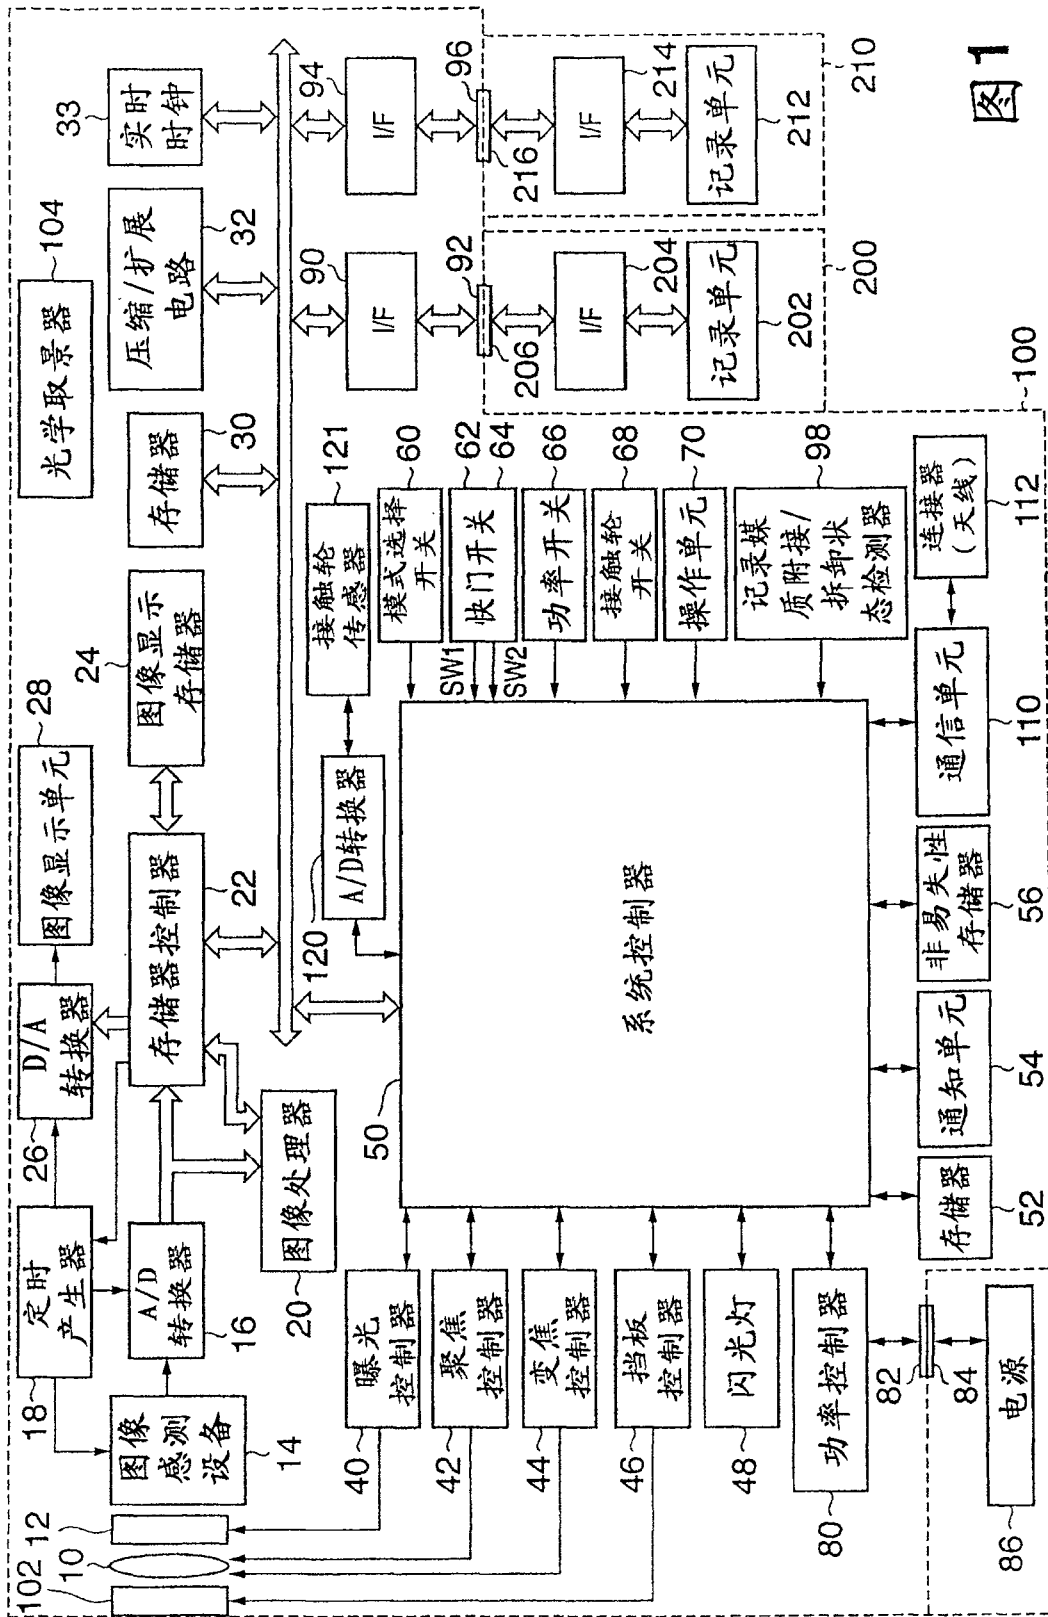 102
10
12
图像
感测
设备
14
18
定时
产生器
A/D
转换器
16
26
D/A
转换器
28
图像显示单元
存储器控制器
22
24
图像显示
存储器
存储器
30
光学取景器
104
压缩/扩展
电路
32
33
实时
时钟
20
图像处理器
90
I/F
94
I/F
92
206
96
216
I/F
204
I/F
214
记录单元
202
记录单元
212
200
210
50
系统控制器
120
A/D转换器
接触轮
传感器
121
模式选择
开关
60
快门开关
62
64
SW1
SW2
功率开关
66
接触轮
开关
68
操作单元
70
记录媒
质附接/
拆卸状
态检测器
98
100
曝光
控制器
40
聚焦
控制器
42
变焦
控制器
44
挡板
控制器
46
闪光灯
48
功率控制器
80
82
84
电源
86
存储器
52
通知单元
54
非易失性
存储器
56
通信单元
110
连接器
(天线)
112
图1